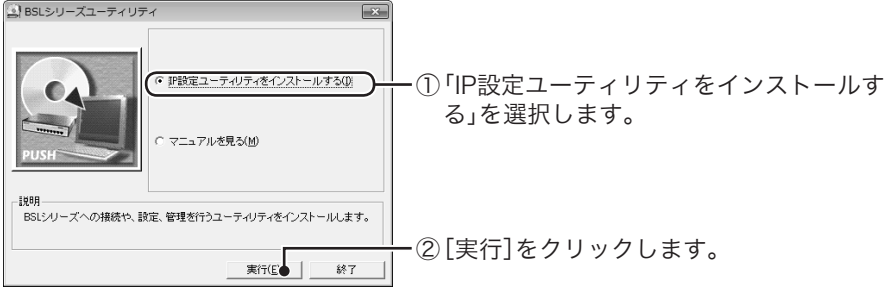 BSLシリーズユーティリティ
IP設定ユーティリティをインストールする(I)
①「IP設定ユーティリティをインストールす
る」を選択します。
マニュアルを見る(M)
PUSH
説明
BSLシリーズへの接続や、設定、管理を行うユーティリティをインストールします。
②[実行]をクリックします。
実行(E)
終了